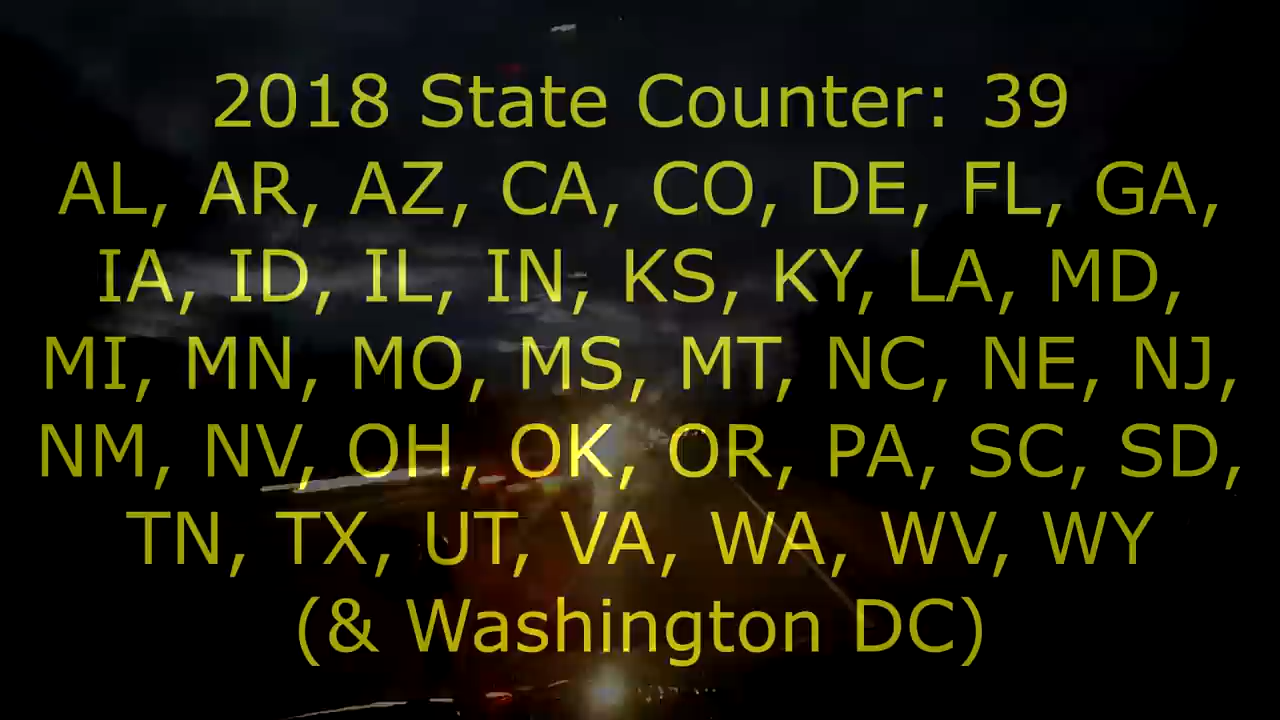 2018 State Counter: 39
AL, AR, AZ, CA, CO, DE, FL, GA,
IA, ID, IL, IN, KS, KY, LA, MD,
MI, MN, MO, MS, MT, NC, NE, NJ,
NM, NV, OH, OK, OR, PA, SC, SD,
TN, TX, UT, VA, WA, WV, WY
(& Washington DC)